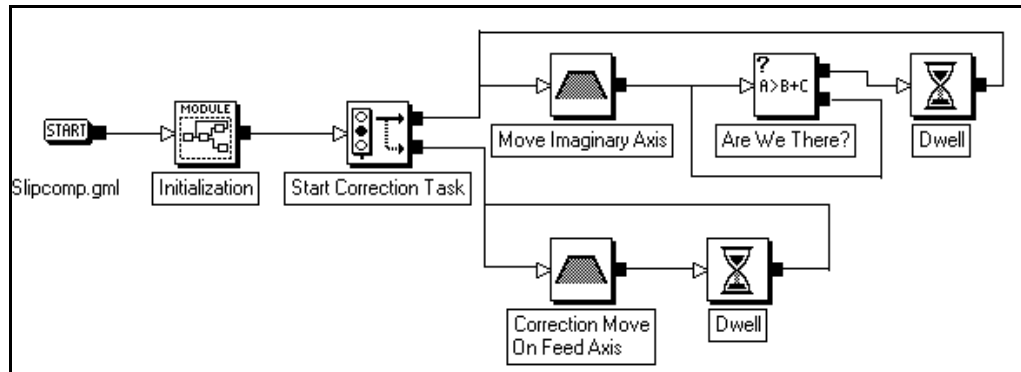 START
Slipcomp.gml
MODULE
Initialization
Start Correction Task
Move Imaginary Axis
?
A>B+C
Are We There?
Dwell
Correction Move
On Feed Axis
Dwell